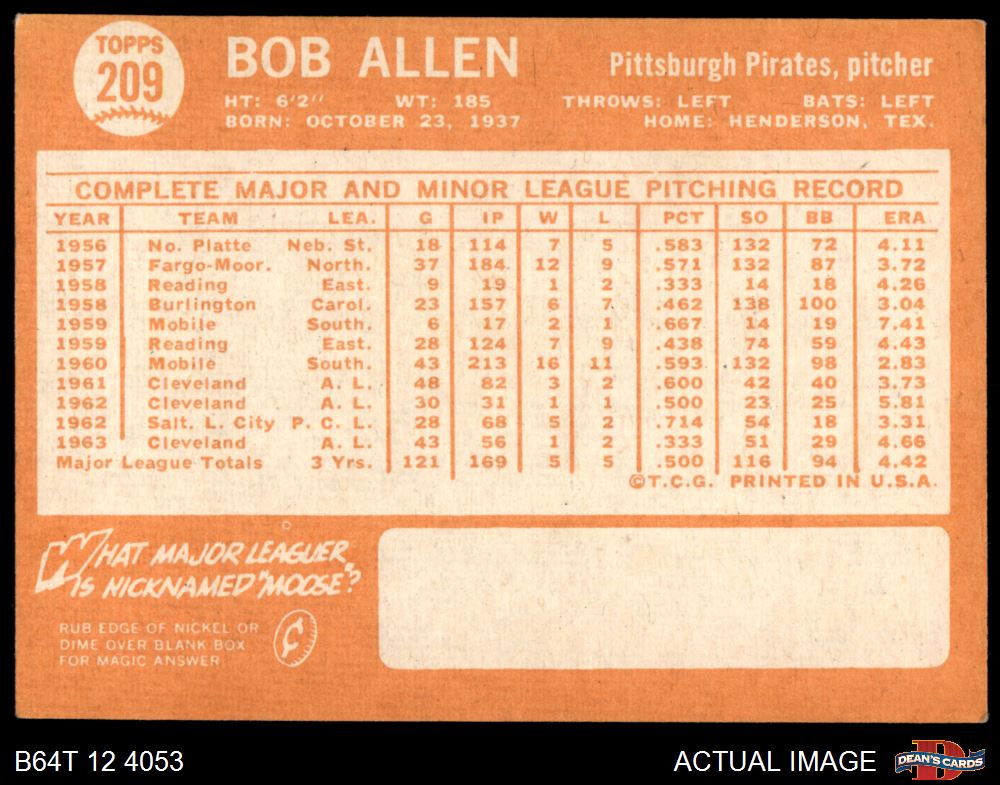 TOPPS
209
BOB ALLEN
Pittsburgh Pirates, pitcher
HT: 6'2" WT: 185 THROWS: LEFT BATS: LEFT
BORN: OCTOBER 23, 1937 HOME: HENDERSON, TEX.
COMPLETE MAJOR AND MINOR LEAGUE PITCHING RECORD
YEAR TEAM LEA. G IP W L PCT SO BB ERA
1956 No. Platte Neb. St. 18 114 7 5 .583 132 72 4.11
1957 Fargo-Moor. North. 37 184 12 9 .571 132 87 3.72
1958 Reading East. 9 19 1 2 .333 14 18 4.26
1958 Burlington Carol. 23 157 6 7 .462 138 100 3.04
1959 Mobile South. 6 17 2 1 .667 14 19 7.41
1959 Reading East. 28 124 7 9 .438 74 59 4.43
1960 Mobile South. 43 213 16 11 .593 132 98 2.83
1961 Cleveland A. L. 48 82 3 2 .600 42 40 3.73
1962 Cleveland A. L. 30 31 1 1 .500 23 25 5.81
1962 Salt. L. City P. C. L. 28 68 5 2 .714 54 18 3.31
1963 Cleveland A. L. 43 56 1 2 .333 51 29 4.66
Major League Totals 3 Yrs. 121 169 5 5 .500 116 94 4.42
©T.C.G. PRINTED IN U.S.A.
WHAT MAJOR LEAGUER
IS NICKNAMED "MOOSE"?
RUB EDGE OF NICKEL OR
DIME OVER BLANK BOX
FOR MAGIC ANSWER
B64T 12 4053
ACTUAL IMAGE
D
DEAN'S CARDS